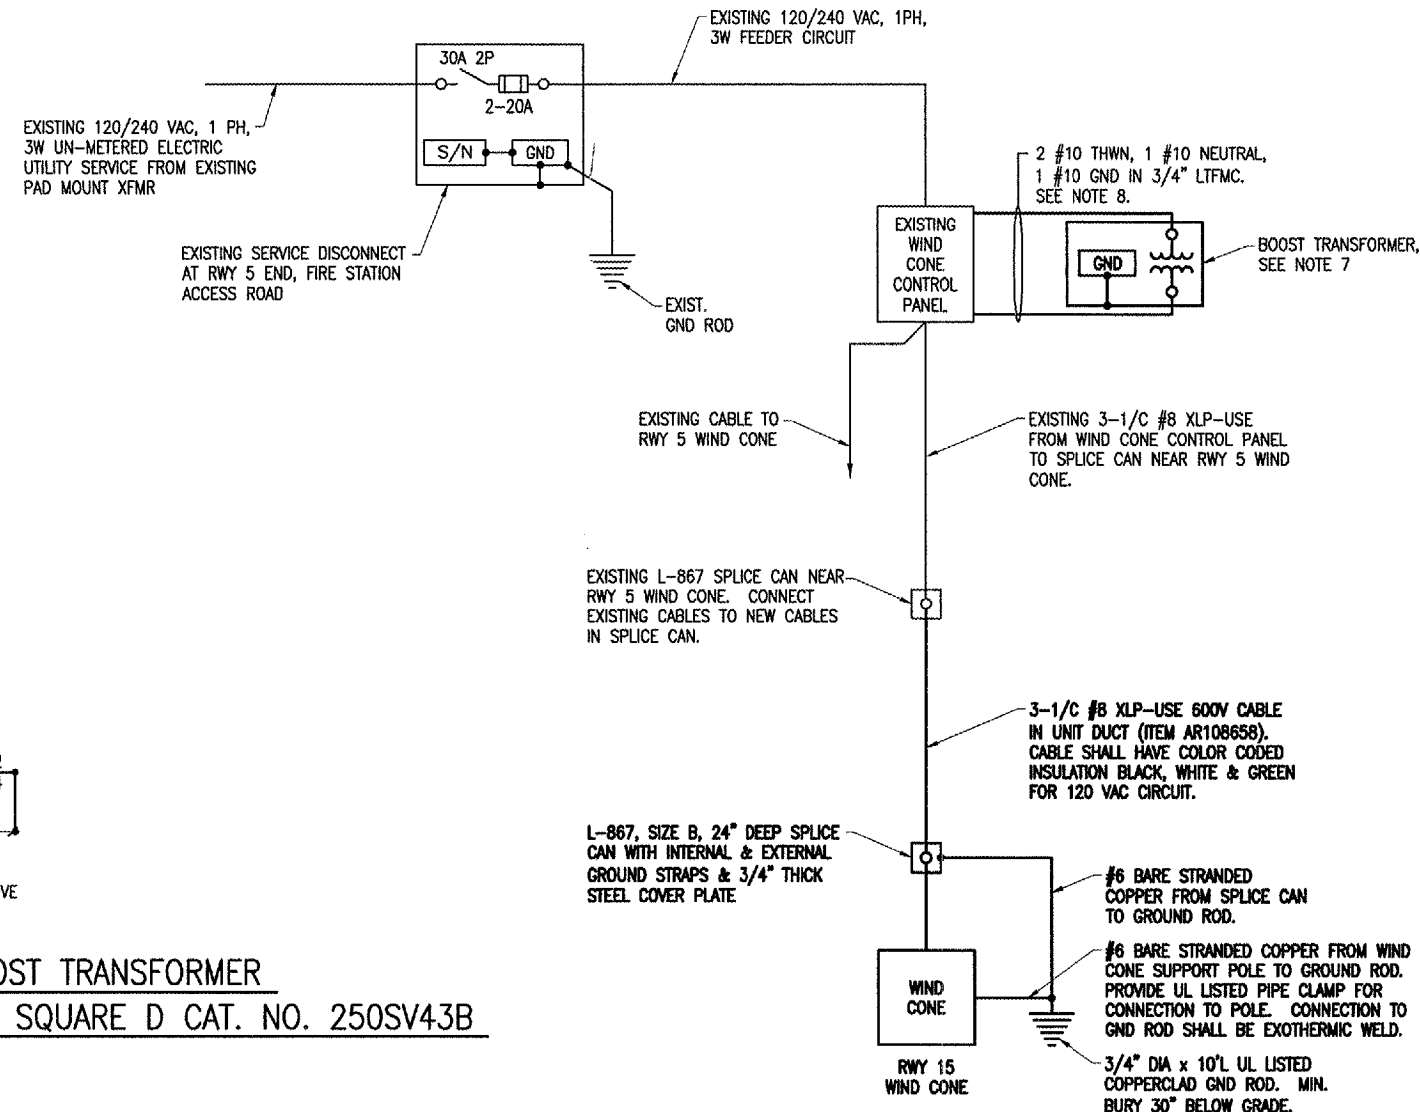 EXISTING 120/240 VAC, 1PH,
3W FEEDER CIRCUIT
30A 2P
2-20A
S/N
GND
EXISTING 120/240 VAC, 1 PH,
3W UN-METERED ELECTRIC
UTILITY SERVICE FROM EXISTING
PAD MOUNT XFMR
EXISTING SERVICE DISCONNECT
AT RWY 5 END, FIRE STATION
ACCESS ROAD
EXIST.
GND ROD
2 #10 THWN, 1 #10 NEUTRAL,
1 #10 GND IN 3/4" LTFMC.
SEE NOTE 8.
EXISTING
WIND
CONE
CONTROL
PANEL
GND
BOOST TRANSFORMER,
SEE NOTE 7
EXISTING CABLE TO
RWY 5 WIND CONE
EXISTING 3-1/C #8 XLP-USE
FROM WIND CONE CONTROL PANEL
TO SPLICE CAN NEAR RWY 5 WIND
CONE.
EXISTING L-867 SPLICE CAN NEAR
RWY 5 WIND CONE. CONNECT
EXISTING CABLES TO NEW CABLES
IN SPLICE CAN.
3-1/C #8 XLP-USE 600V CABLE
IN UNIT DUCT (ITEM AR108658).
CABLE SHALL HAVE COLOR CODED
INSULATION BLACK, WHITE & GREEN
FOR 120 VAC CIRCUIT.
L-867, SIZE B, 24" DEEP SPLICE
CAN WITH INTERNAL & EXTERNAL
GROUND STRAPS & 3/4" THICK
STEEL COVER PLATE
#6 BARE STRANDED
COPPER FROM SPLICE CAN
TO GROUND ROD.
#6 BARE STRANDED COPPER FROM WIND
CONE SUPPORT POLE TO GROUND ROD.
PROVIDE UL LISTED PIPE CLAMP FOR
CONNECTION TO POLE. CONNECTION TO
GND ROD SHALL BE EXOTHERMIC WELD.
WIND
CONE
RWY 15
WIND CONE
3/4" DIA x 10'L UL LISTED
COPPERCLAD GND ROD. MIN.
BURY 30" BELOW GRADE.
VE
OST TRANSFORMER
SQUARE D CAT. NO. 250SV43B